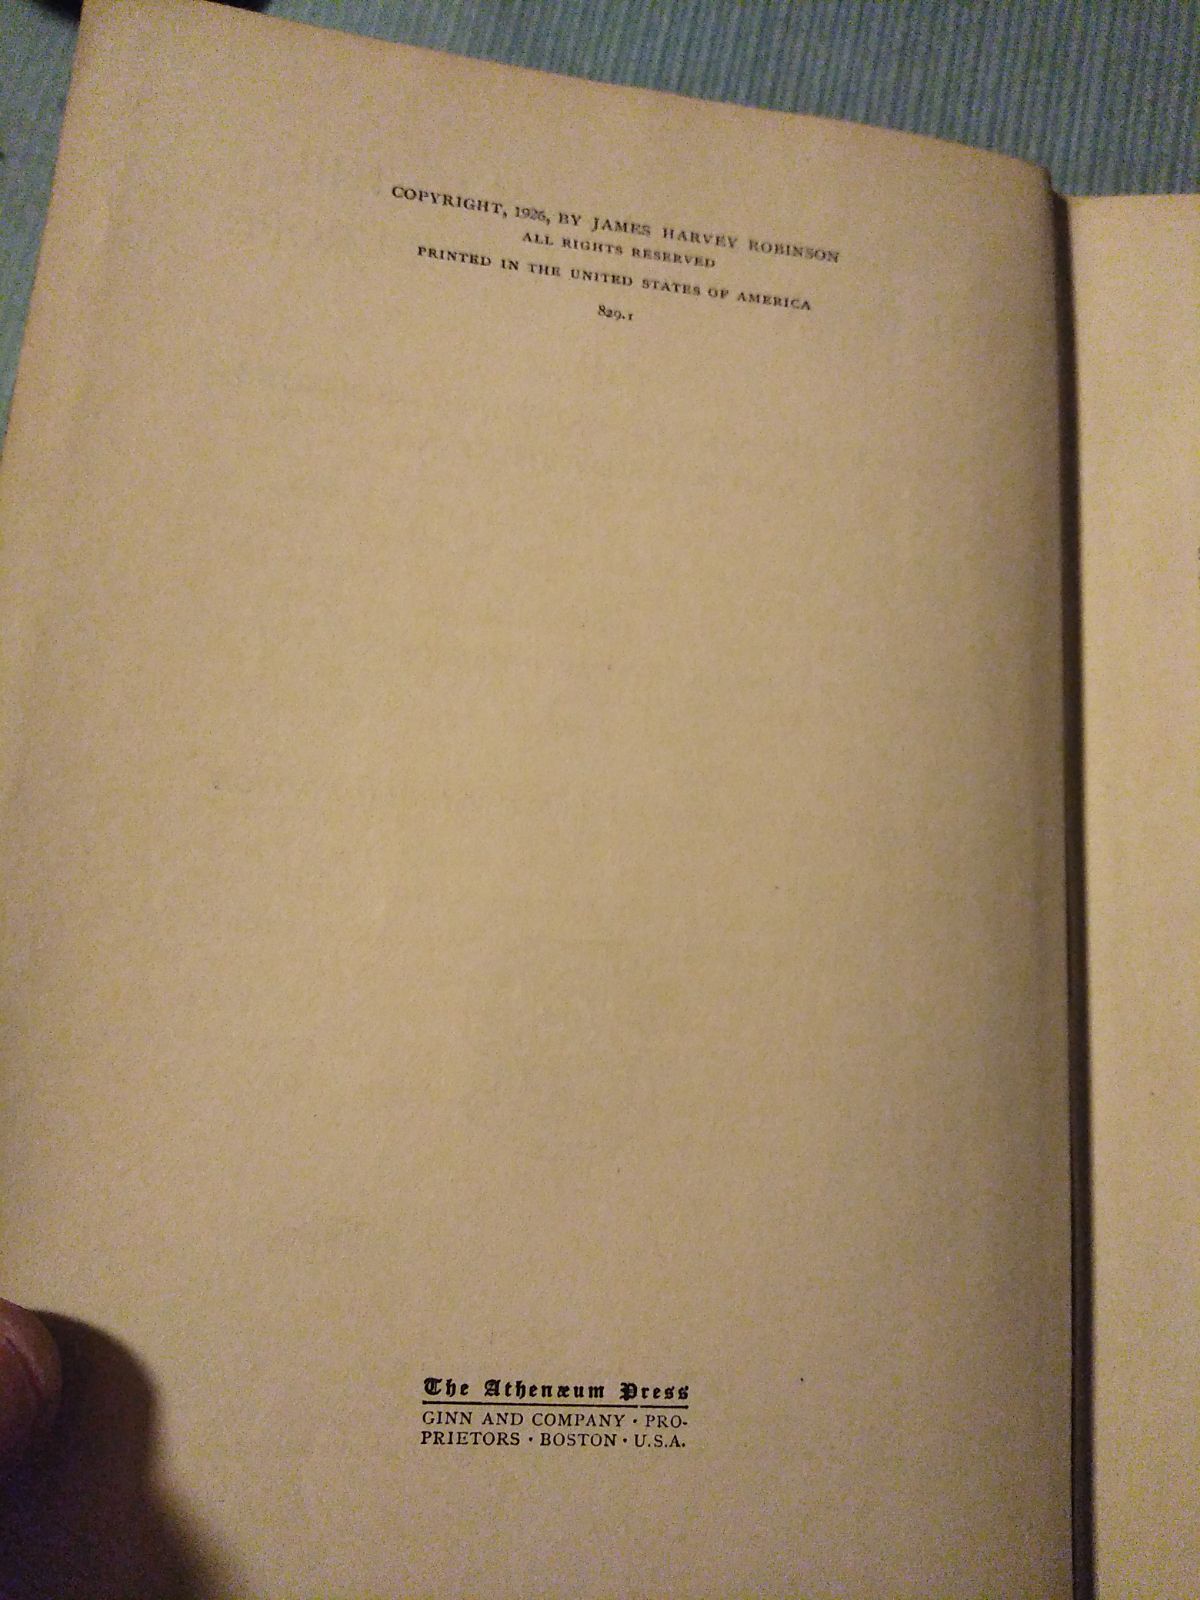 COPYRIGHT, 1926, BY JAMES HARVEY ROBINSON
ALL RIGHTS RESERVED
PRINTED IN THE UNITED STATES OF AMERICA
829.1
The Athenæum Press
GINN AND COMPANY · PRO-
PRIETORS · BOSTON · U.S.A.